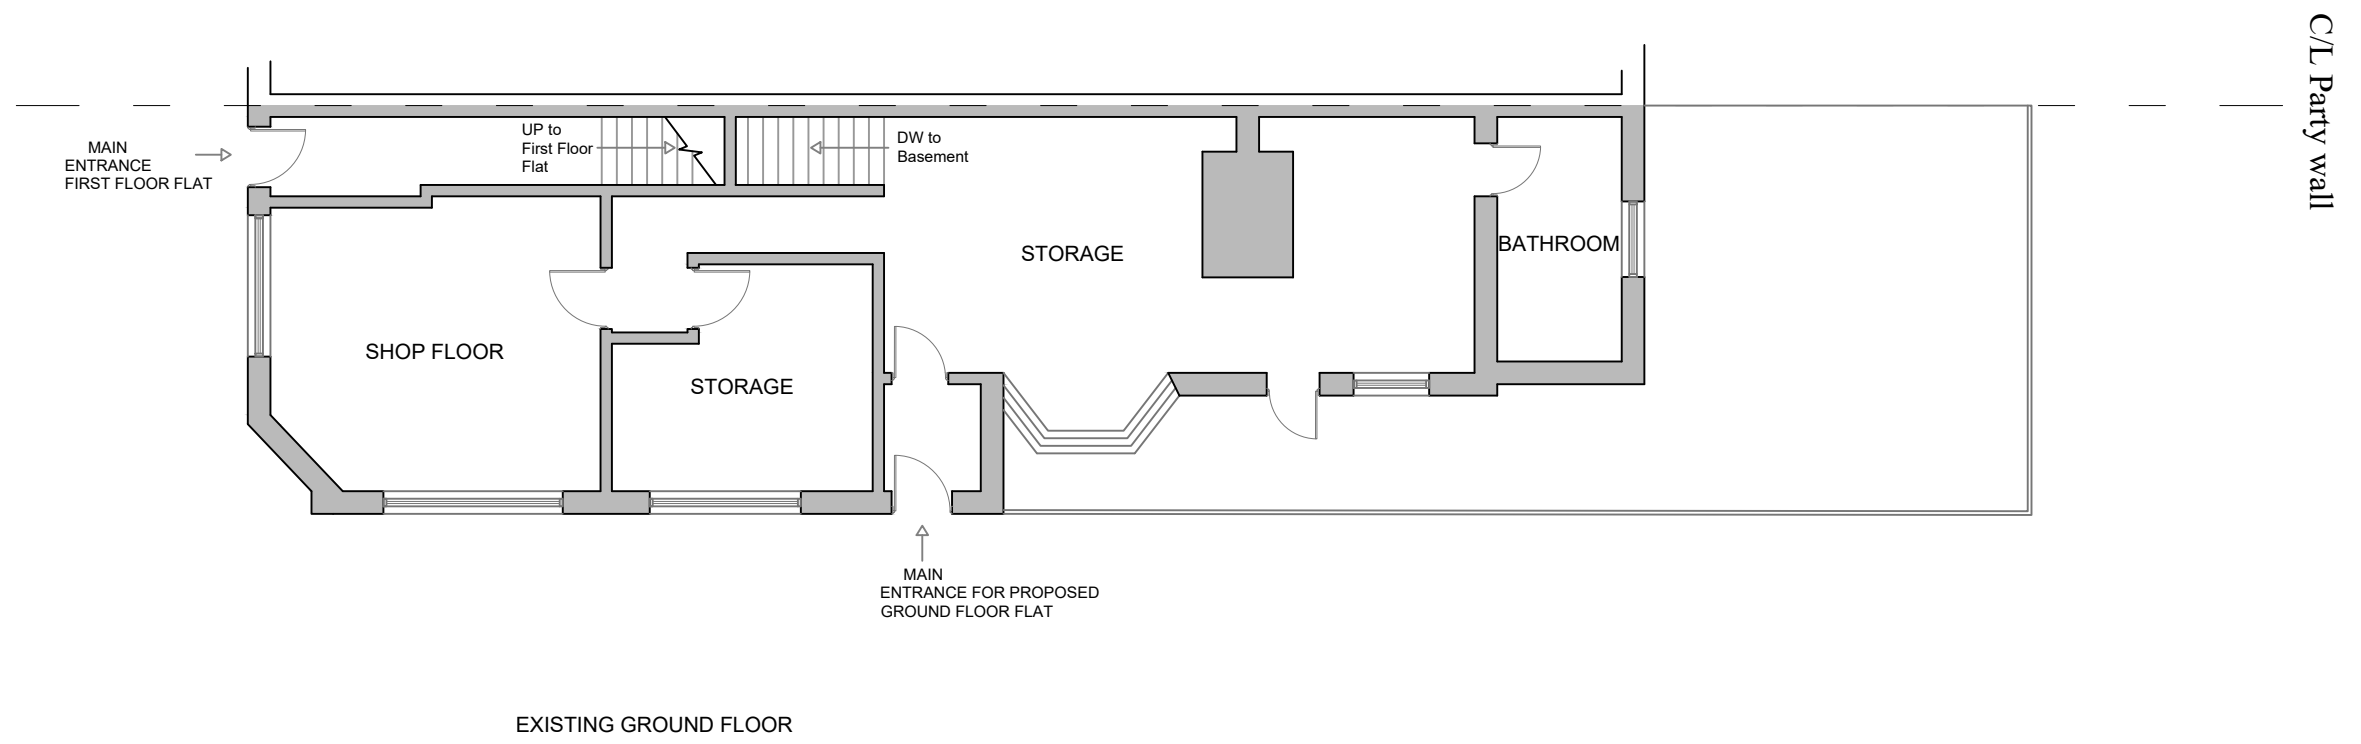 C/L Party wall
MAIN
ENTRANCE
FIRST FLOOR FLAT
UP to
First Floor
Flat
DW to
Basement
STORAGE
BATHROOM
SHOP FLOOR
STORAGE
MAIN
ENTRANCE FOR PROPOSED
GROUND FLOOR FLAT
EXISTING GROUND FLOOR